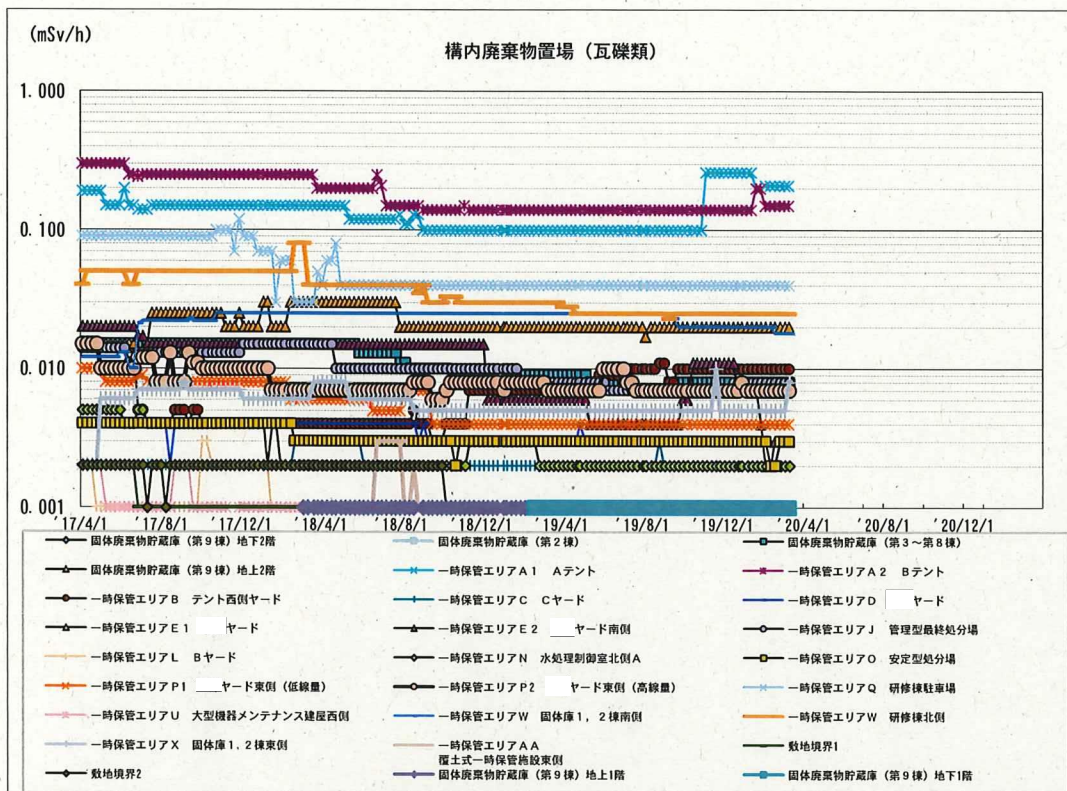 (mSv/h)
構内廃棄物置場（瓦礫類）
1.000
0.100
0.010
0.001
'17/4/1 '17/8/1 '17/12/1 '18/4/1 '18/8/1 '18/12/1 '19/4/1 '19/8/1 '19/12/1 '20/4/1 '20/8/1 '20/12/1
固体廃棄物貯蔵庫（第9棟）地下2階 固体廃棄物貯蔵庫（第2棟） 固体廃棄物貯蔵庫（第3～第8棟）
固体廃棄物貯蔵庫（第9棟）地上2階 一時保管エリアA1 Aテント 一時保管エリアA2 Bテント
一時保管エリアB テント西側ヤード 一時保管エリアC Cヤード 一時保管エリアD ヤード
一時保管エリアE1 ヤード 一時保管エリアE2 ヤード南側 一時保管エリアJ 管理型最終処分場
一時保管エリアL Bヤード 一時保管エリアN 水処理制御室北側A 一時保管エリアO 安定型処分場
一時保管エリアP1 ヤード東側（低線量） 一時保管エリアP2 ヤード東側（高線量） 一時保管エリアQ 研修棟駐車場
一時保管エリアU 大型機器メンテナンス建屋西側 一時保管エリアW 固体庫1,2棟南側 一時保管エリアW 研修棟北側
一時保管エリアX 固体庫1,2棟東側 一時保管エリアAA 敷地境界1
覆土式一時保管施設東側
敷地境界2 固体廃棄物貯蔵庫（第9棟）地上1階 固体廃棄物貯蔵庫（第9棟）地下1階